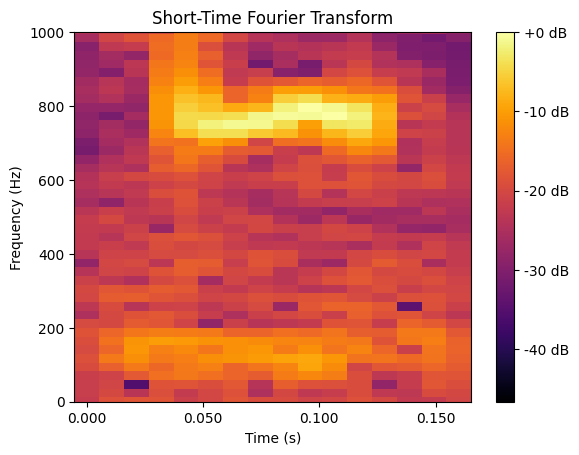 Short-Time Fourier Transform
1000
800
600
400
200
0
Frequency (Hz)
0.000
0.050
0.100
0.150
Time (s)
+0 dB
-10 dB
-20 dB
-30 dB
-40 dB